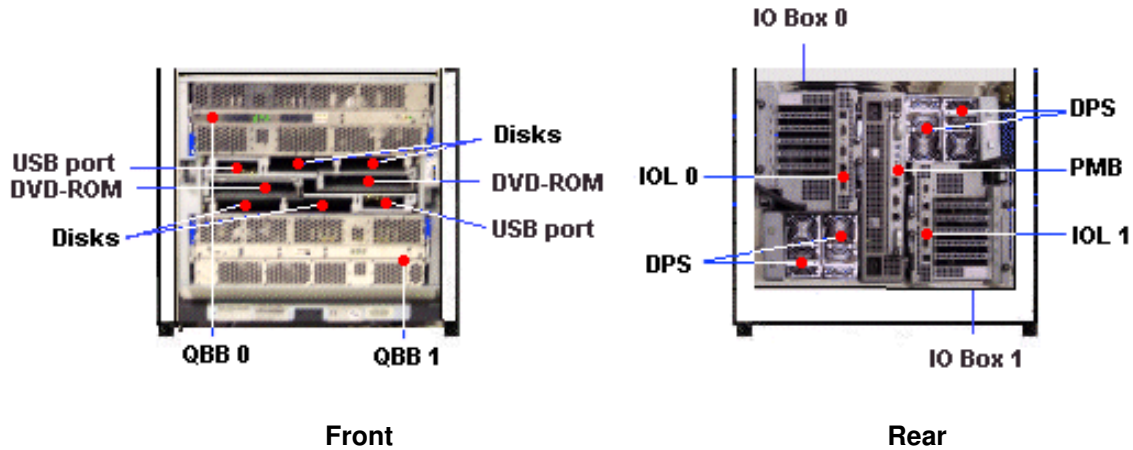 IO Box 0
Disks
DPS
USB port
DVD-ROM
IOL 0
PMB
DVD-ROM
Disks
USB port
IOL 1
DPS
QBB 0
QBB 1
IO Box 1
Front
Rear